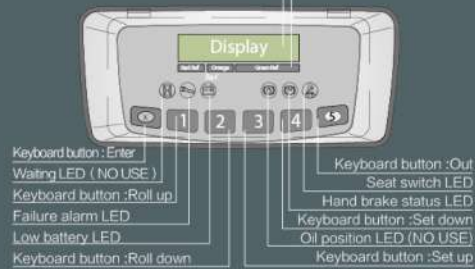 Display
Red Ref Orange Green Ref
1 2 3 4
Keyboard button : Enter
Waiting LED ( NO USE )
Keyboard button :Roll up
Failure alarm LED
Low battery LED
Keyboard button :Roll down
Keyboard button :Out
Seat switch LED
Hand brake status LED
Keyboard button :Set down
Oil position LED (NO USE)
Keyboard button :Set up